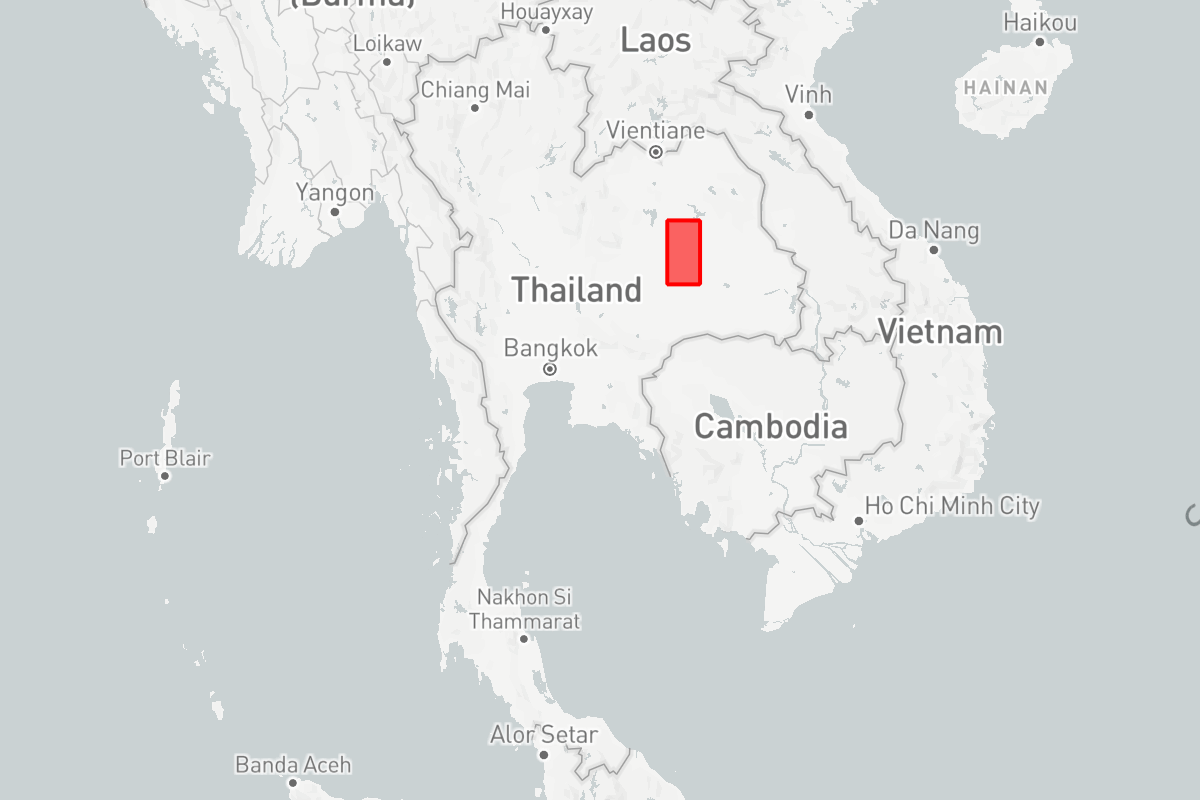 (Burma)
Houayxay
Haikou
Loikaw
Laos
Chiang Mai
HAINAN
Vinh
Vientiane
Yangon
Da Nang
Thailand
Vietnam
Bangkok
Cambodia
Port Blair
Ho Chi Minh City
Nakhon Si
Thammarat
Alor Setar
Banda Aceh